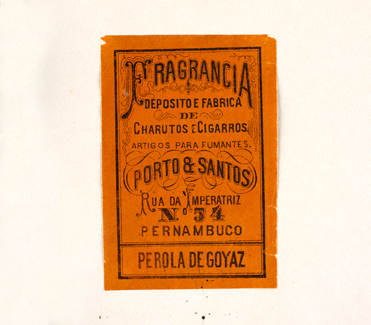 FRAGRANCIA
DEPOSITO E FABRICA
DE
CHARUTOS E CIGARROS,
ARTIGOS PARA FUMANTES,
PORTO & SANTOS
RUA DA IMPERATRIZ
No 54
PERNAMBUCO
PEROLA DE GOYAZ